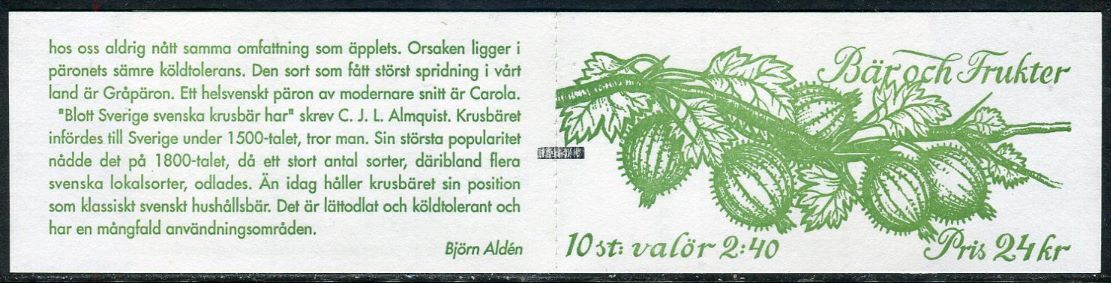 hos oss aldrig nått samma omfattning som äpplets. Orsaken ligger i
päronets sämre köldtolerans. Den sort som fått störst spridning i vårt
land är Gråpäron. Ett helsvenskt päron av modernare snitt är Carola.
"Blott Sverige svenska krusbär har" skrev C. J. L. Almquist. Krusbäret
infördes till Sverige under 1500-talet, tror man. Sin största popularitet
nådde det på 1800-talet, då ett stort antal sorter, däribland flera
svenska lokalsorter, odlades. Än idag håller krusbäret sin position
som klassiskt svenskt hushållsbär. Det är lättodlat och köldtolerant och
har en mångfald användningsområden.
Björn Aldén
Bär och Frukter
10 st: valör 2:40
Pris 24 kr